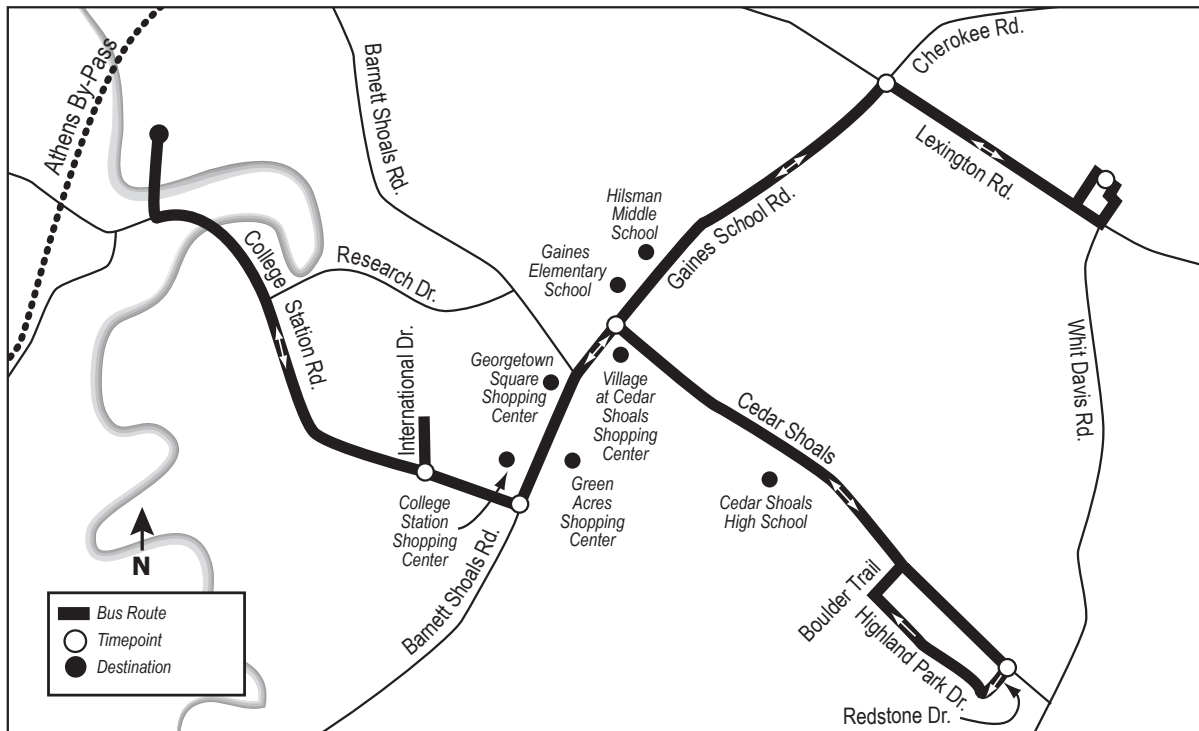 Athens By-Pass
Barnett Shoals Rd.
Cherokee Rd.
Lexington Rd.
Hilsman
Middle
School
Gaines
Elementary
School
Gaines School Rd.
College
Station Rd.
Research Dr.
International Dr.
Georgetown
Square
Shopping
Center
Village
at Cedar
Shoals
Shopping
Center
Cedar Shoals
Whit Davis Rd.
College
Station
Shopping
Center
Green
Acres
Shopping
Center
Cedar Shoals
High School
Barnett Shoals Rd.
Boulder Trail
Highland Park Dr.
Redstone Dr.
N
Bus Route
Timepoint
Destination